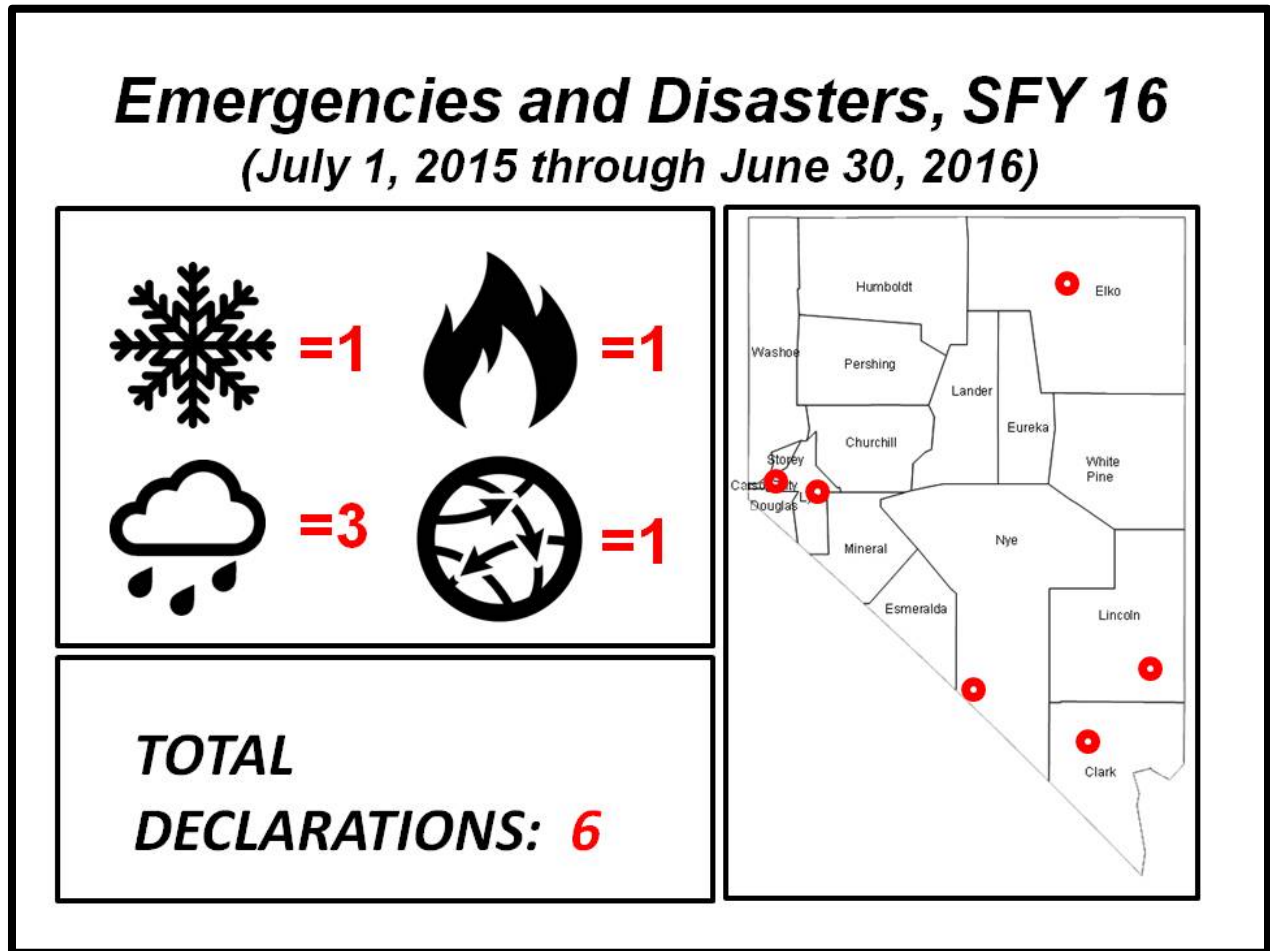 Emergencies and Disasters, SFY 16
(July 1, 2015 through June 30, 2016)
=1
=1
=3
=1
TOTAL
DECLARATIONS: 6
Humboldt
Elko
Washoe
Pershing
Lander
Eureka
Churchill
White
Pine
Storey
Douglas
Mineral
Nye
Esmeralda
Lincoln
Clark